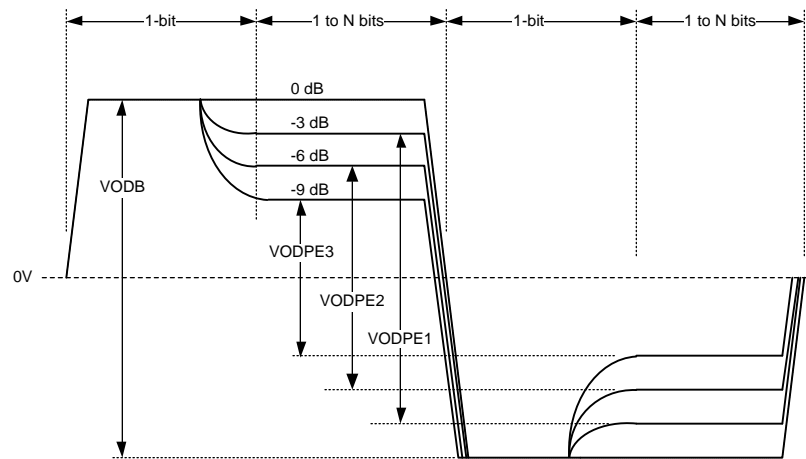 1-bit
1 to N bits
1-bit
1 to N bits
0 dB
-3 dB
-6 dB
VODB
-9 dB
VODPE3
0V
VODPE2
VODPE1